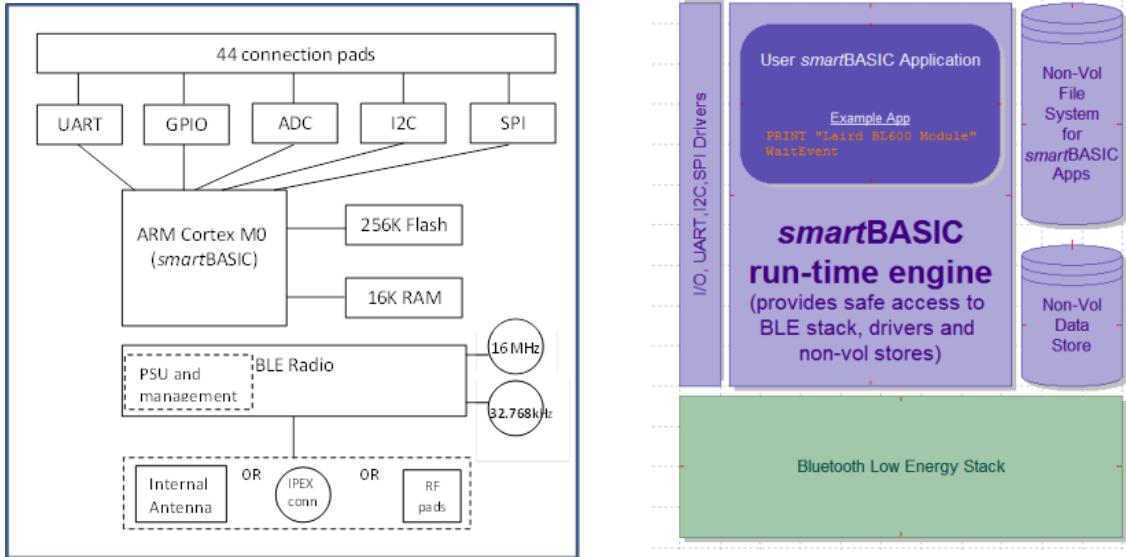 44 connection pads
UART
GPIO
ADC
I2C
SPI
ARM Cortex M0
(smartBASIC)
256K Flash
16K RAM
BLE Radio
PSU and
management
16 MHz
32.768kHz
Internal
Antenna
OR
IPEX
conn
OR
RF
pads
I/O, UART,I2C,SPI Drivers
User smartBASIC Application
Example App
PRINT "Laird BL600 Module"
WaitEvent
smartBASIC
run-time engine
(provides safe access to
BLE stack, drivers and
non-vol stores)
Non-Vol
File
System
for
smartBASIC
Apps
Non-Vol
Data
Store
Bluetooth Low Energy Stack